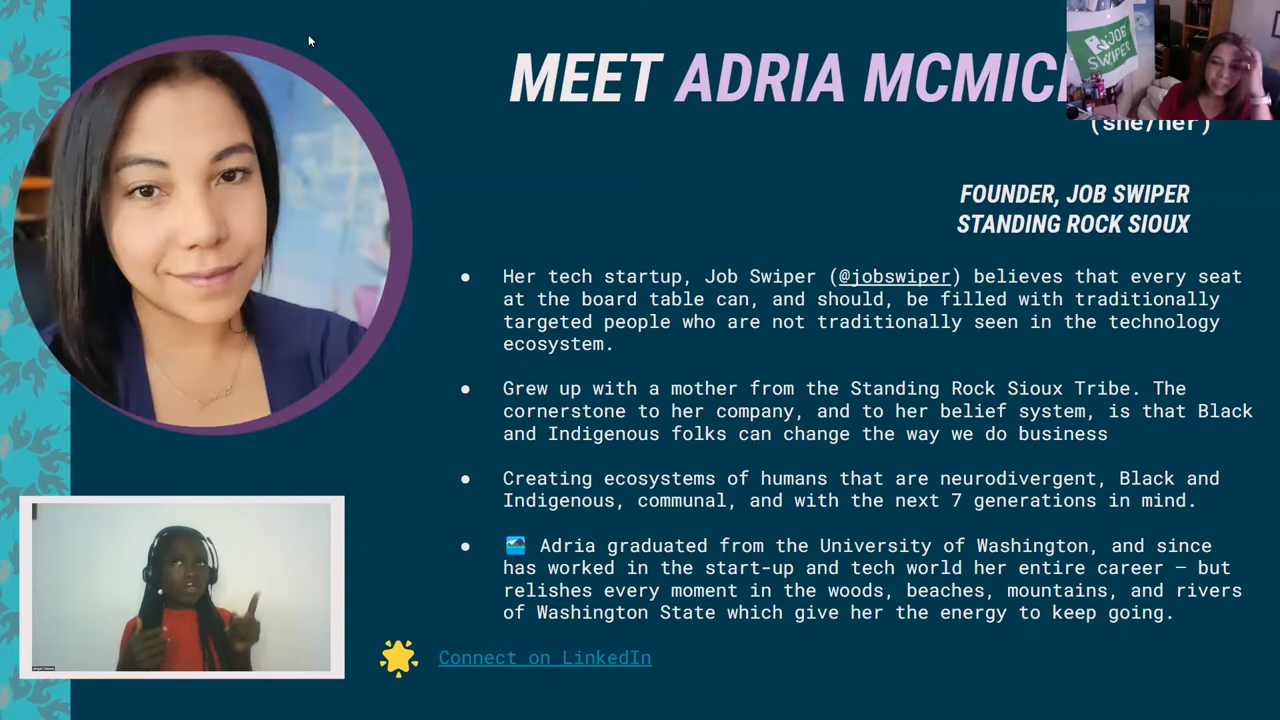 MEET ADRIA MCMIC
(she/her)
JOB
SWIPER
FOUNDER, JOB SWIPER
STANDING ROCK SIOUX
● Her tech startup, Job Swiper (@jobswiper) believes that every seat
at the board table can, and should, be filled with traditionally
targeted people who are not traditionally seen in the technology
ecosystem.
● Grew up with a mother from the Standing Rock Sioux Tribe. The
cornerstone to her company, and to her belief system, is that Black
and Indigenous folks can change the way we do business
● Creating ecosystems of humans that are neurodivergent, Black and
Indigenous, communal, and with the next 7 generations in mind.
● Adria graduated from the University of Washington, and since
has worked in the start-up and tech world her entire career – but
relishes every moment in the woods, beaches, mountains, and rivers
of Washington State which give her the energy to keep going.
Connect on LinkedIn